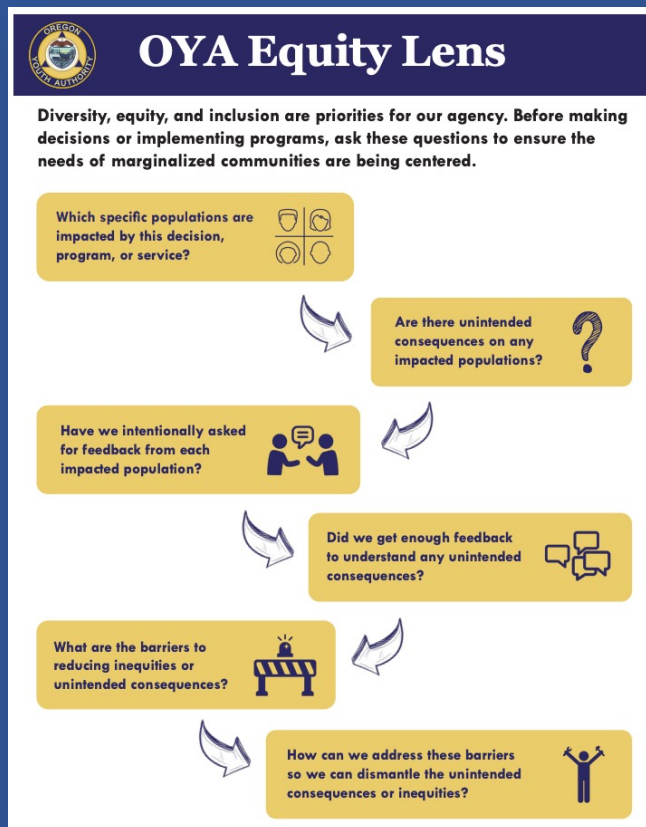 OREGON
YOUTH AUTHORITY
OYA Equity Lens
Diversity, equity, and inclusion are priorities for our agency. Before making
decisions or implementing programs, ask these questions to ensure the
needs of marginalized communities are being centered.
Which specific populations are
impacted by this decision,
program, or service?
Are there unintended
consequences on any
impacted populations?
?
Have we intentionally asked
for feedback from each
impacted population?
Did we get enough feedback
to understand any unintended
consequences?
What are the barriers to
reducing inequities or
unintended consequences?
How can we address these barriers
so we can dismantle the unintended
consequences or inequities?